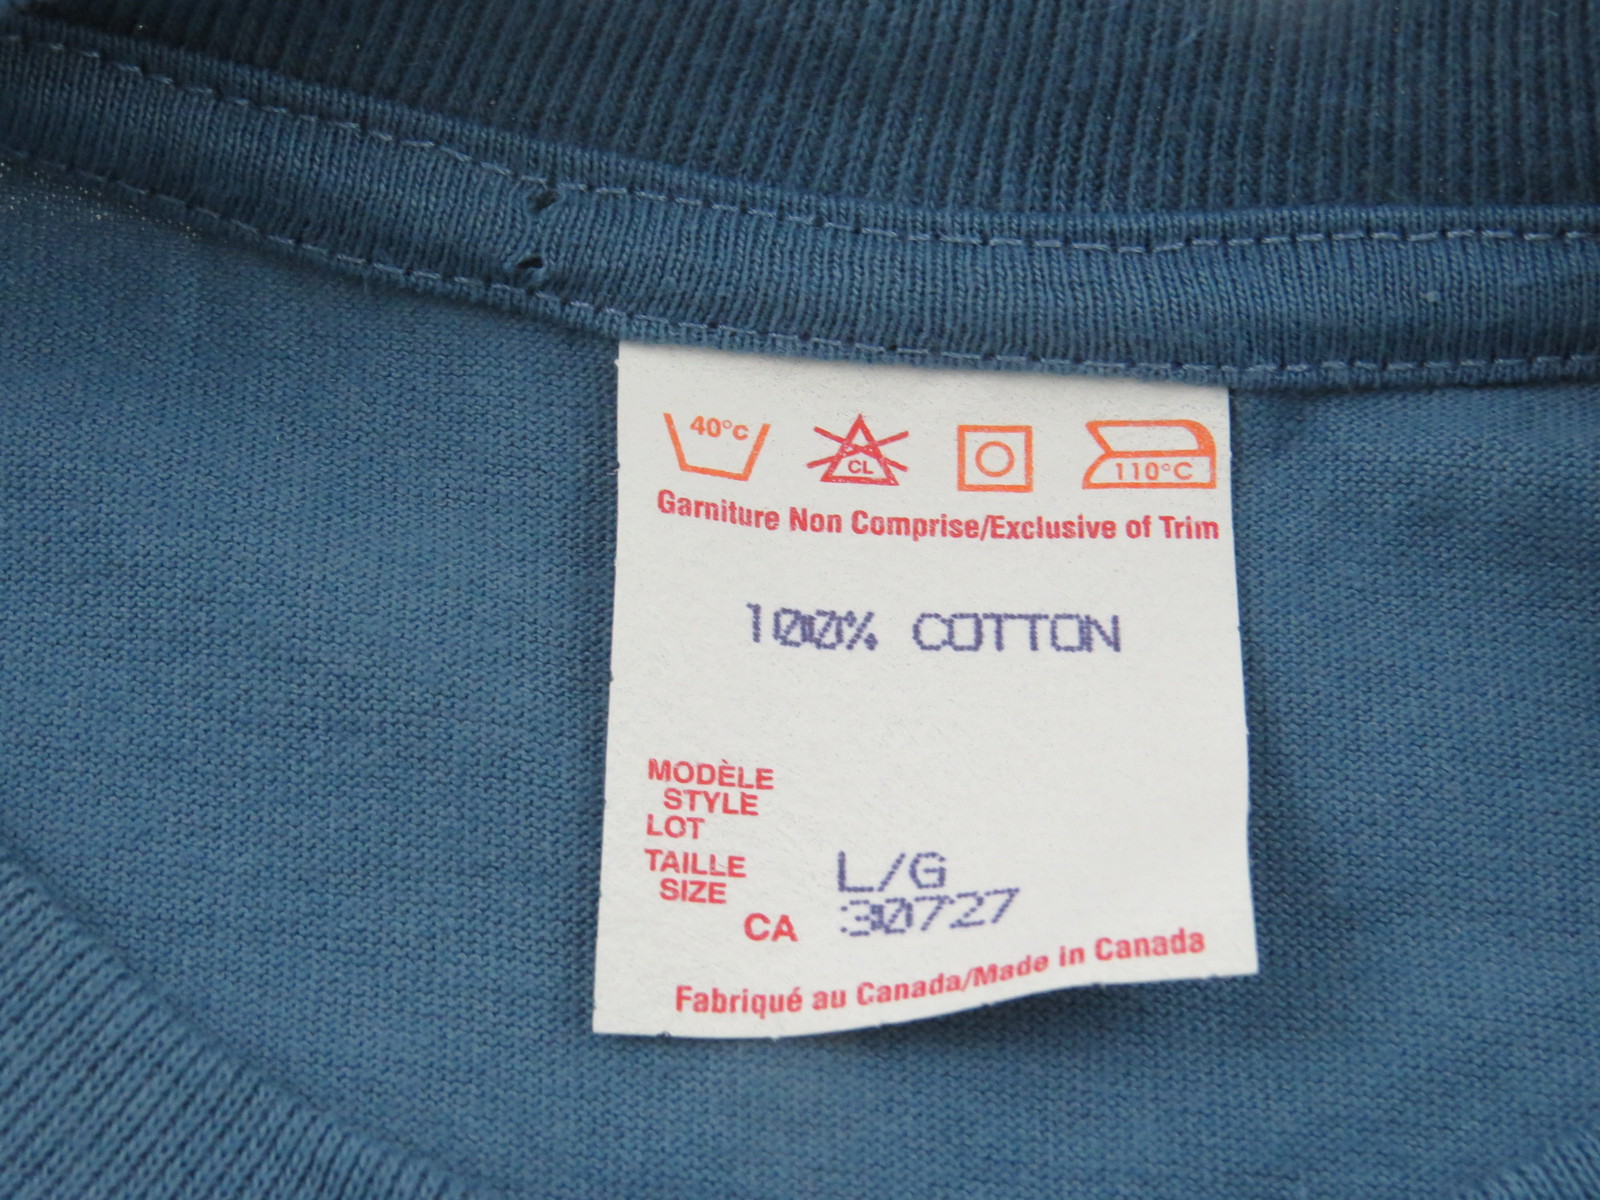 40°C CL 110°C
Garniture Non Comprise/Exclusive of Trim
100% COTTON
MODÈLE
STYLE
LOT
TAILLE
SIZE
L/G
CA 30727
Fabriqué au Canada/Made in Canada